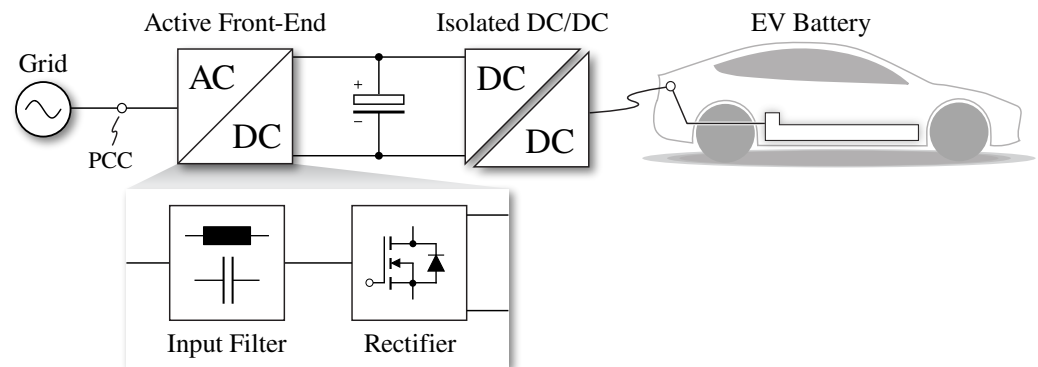 Active Front-End
Isolated DC/DC
EV Battery
Grid
AC
DC
+
−
DC
DC
PCC
Input Filter
Rectifier